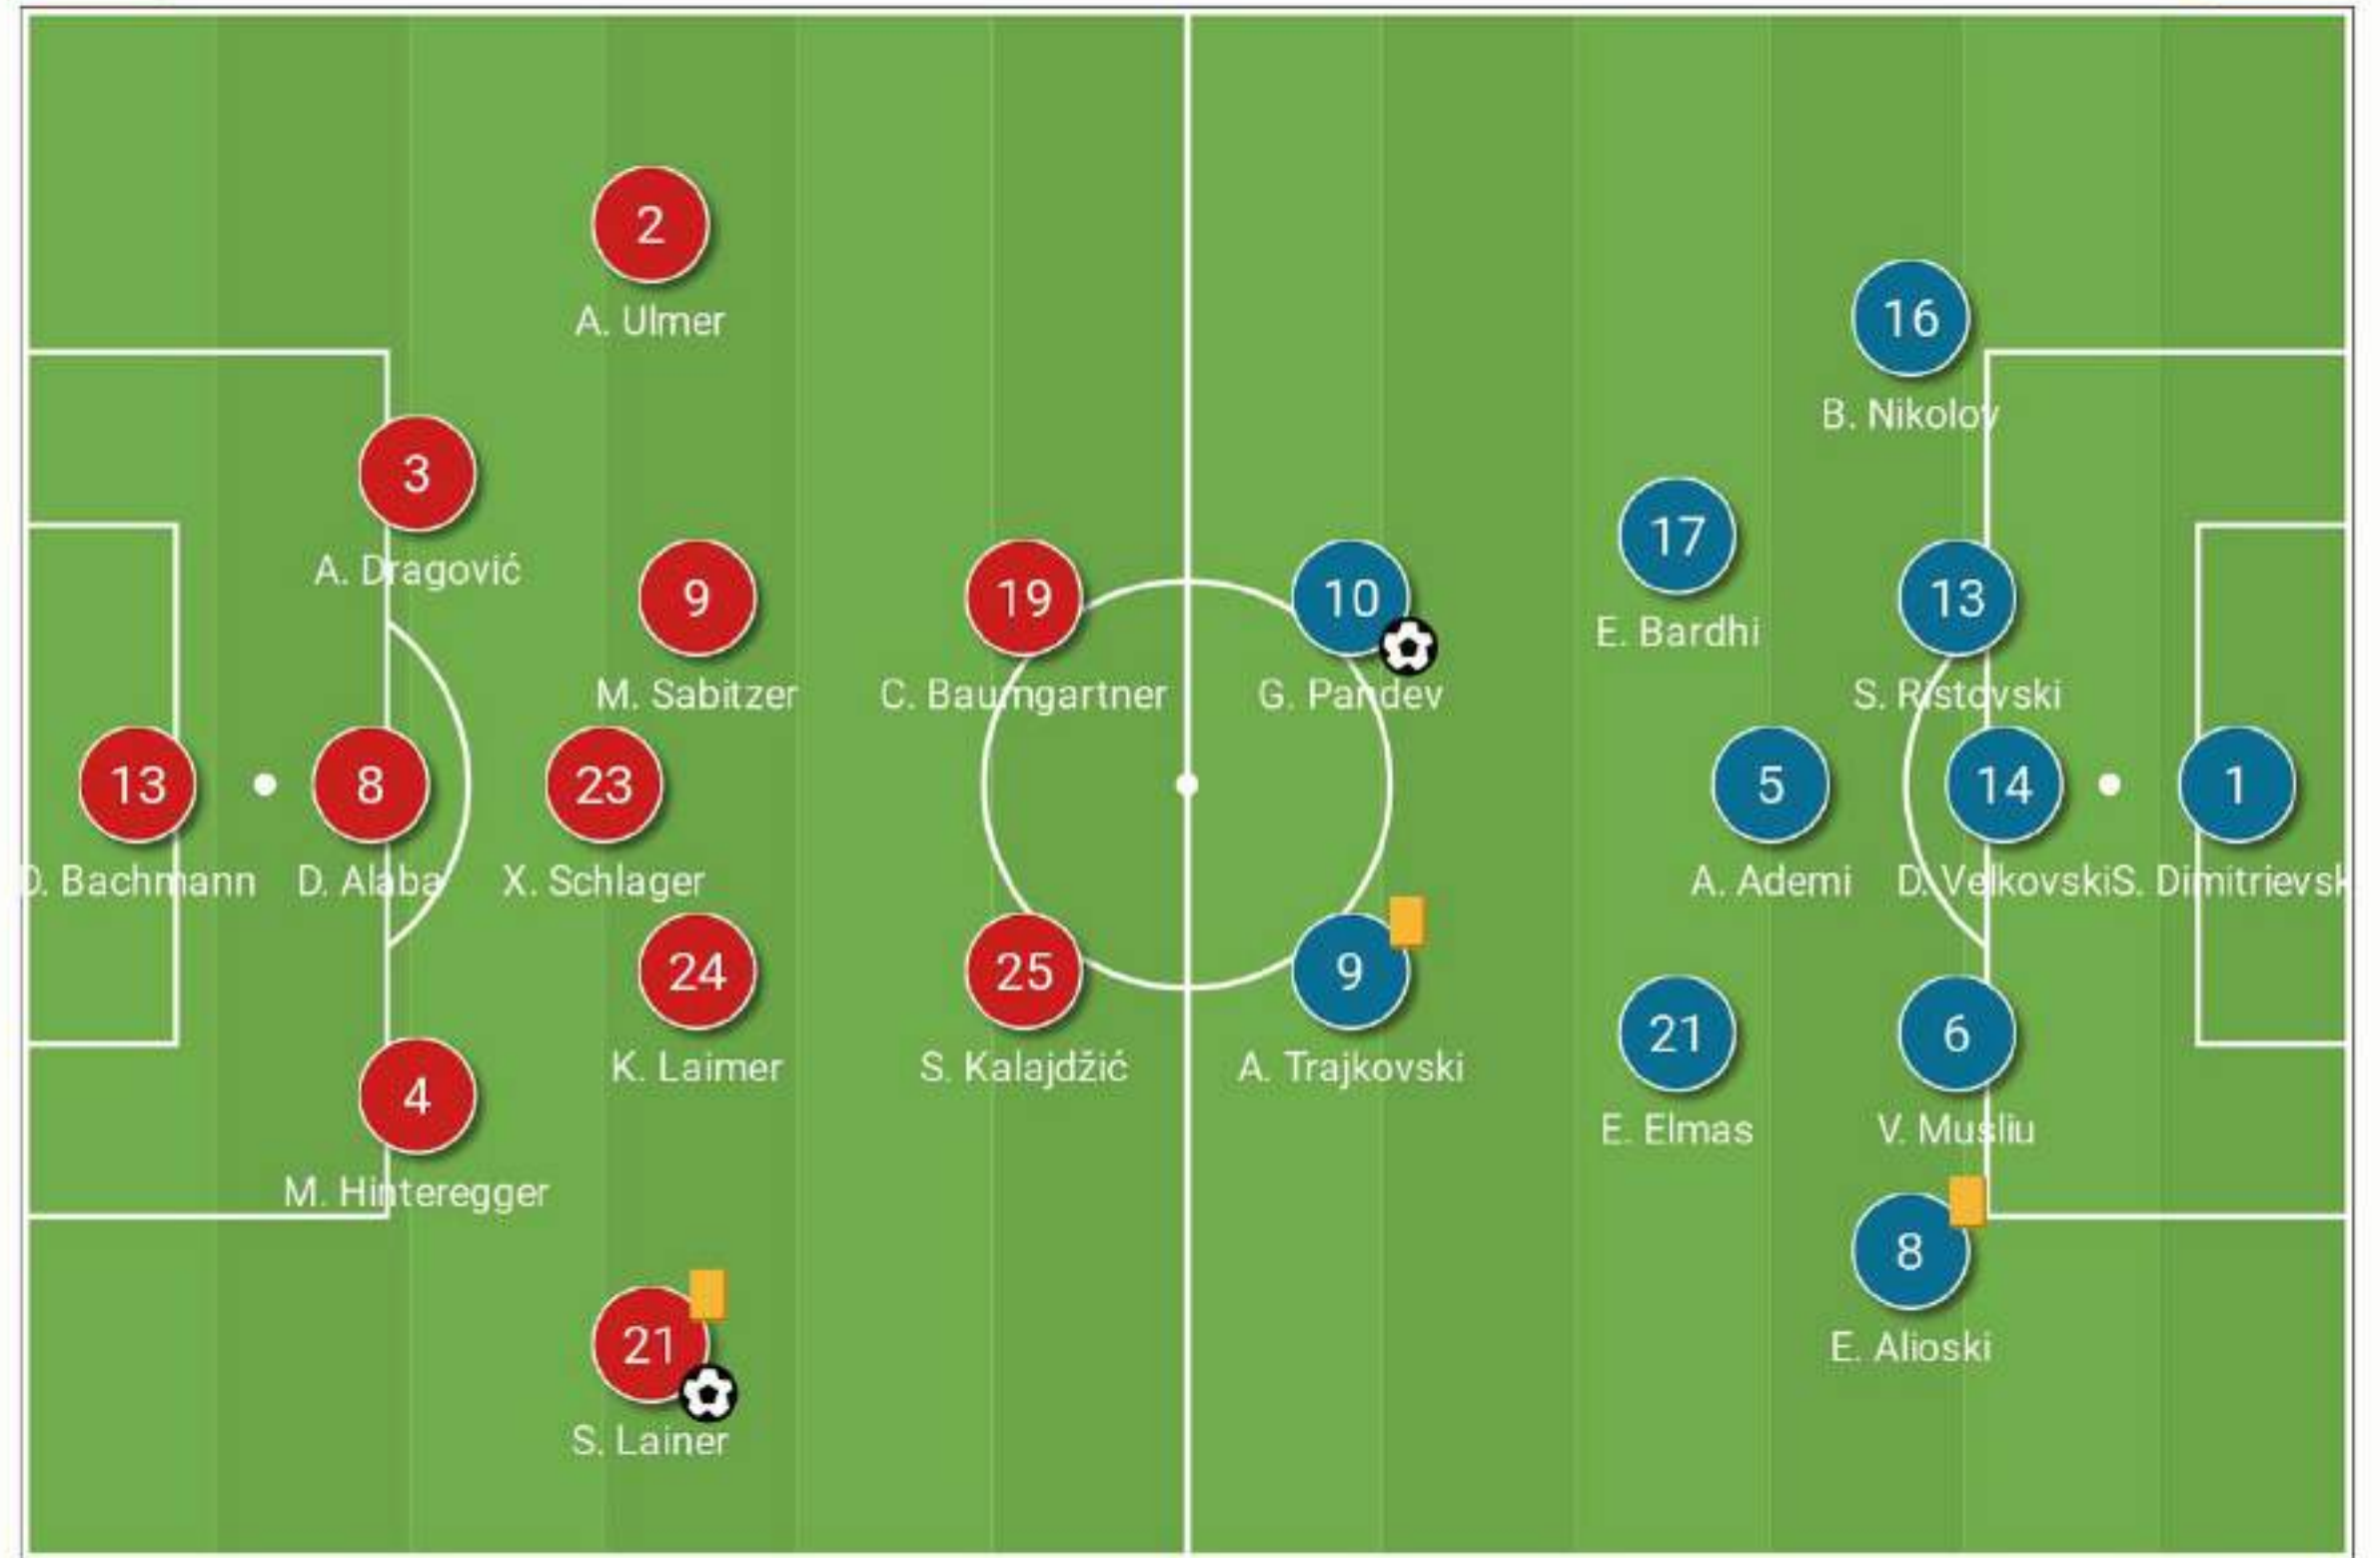 2
A. Ulmer
16
B. Nikolov
3
A. Dragović
17
E. Bardhi
9
M. Sabitzer
19
C. Baumgartner
10
G. Pandev
13
S. Ristovski
13
D. Bachmann
8
D. Alaba
23
X. Schlager
5
A. Ademi
14
D. Velkovski
1
S. Dimitrievsk
24
K. Laimer
25
S. Kalajdžić
9
A. Trajkovski
21
E. Elmas
6
V. Musliu
4
M. Hinteregger
8
E. Alioski
21
S. Lainer